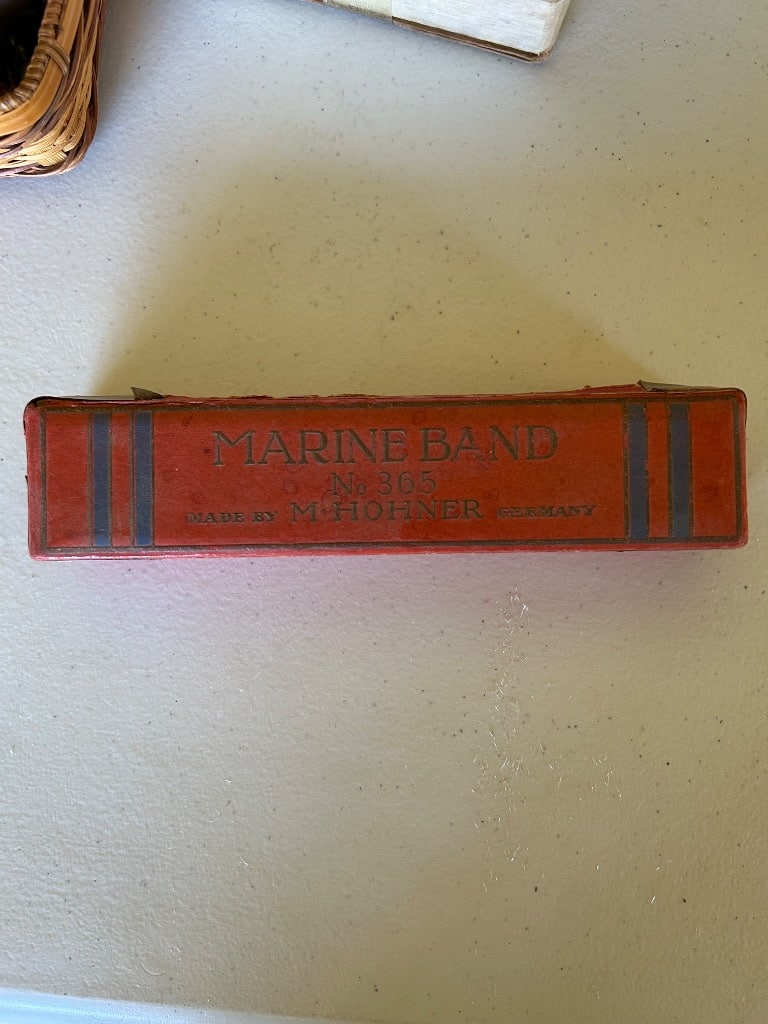 MARINE BAND
No 365
MADE BY M. HOHNER GERMANY